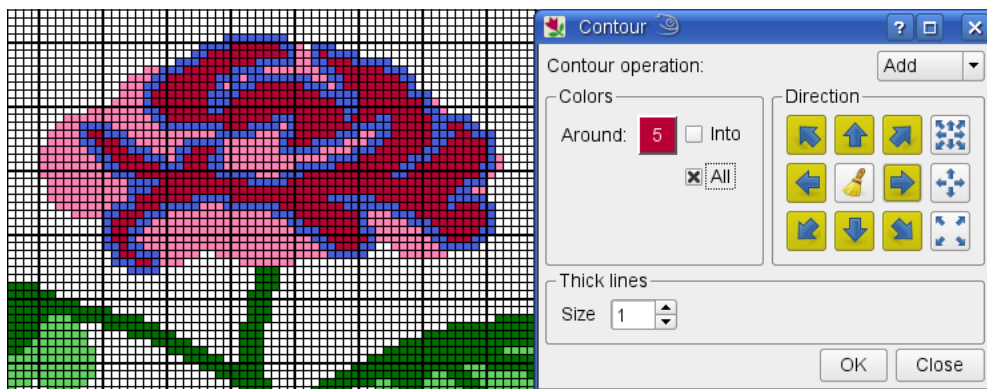 Contour
Contour operation: Add
Colors
Direction
Around: 5 Into
All
Thick lines
Size 1
OK Close